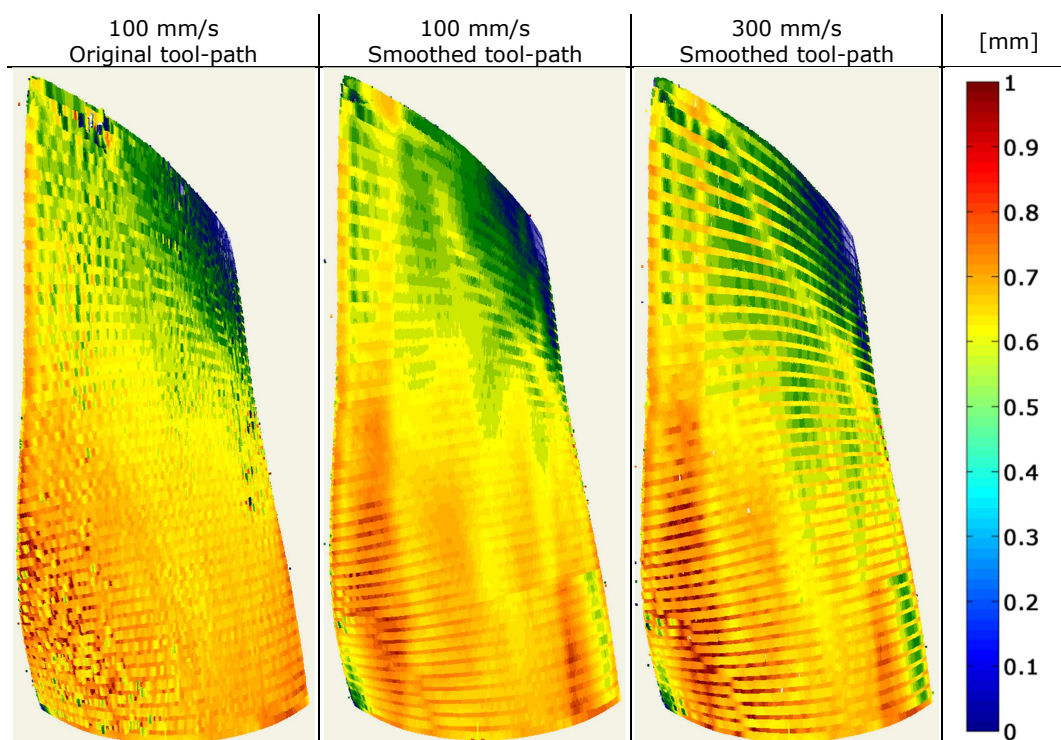 100 mm/s
Original tool-path
100 mm/s
Smoothed tool-path
300 mm/s
Smoothed tool-path
[mm]
1
0.9
0.8
0.7
0.6
0.5
0.4
0.3
0.2
0.1
0